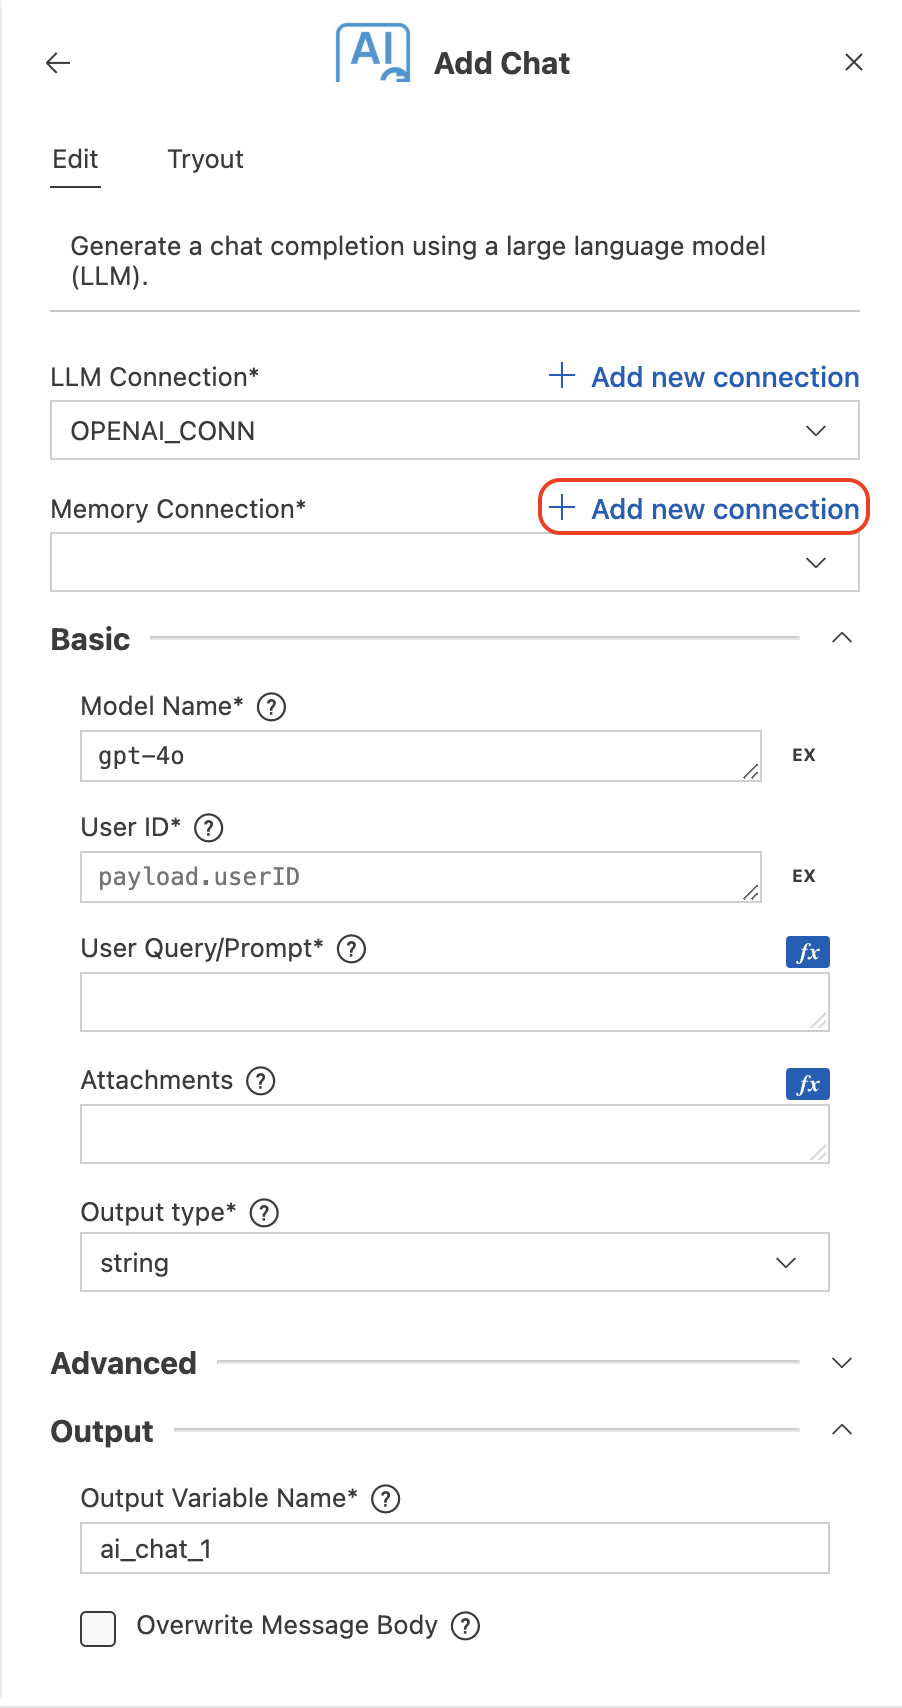 AI
Add Chat
Edit
Tryout
Generate a chat completion using a large language model
(LLM).
LLM Connection*
Add new connection
OPENAI_CONN
Memory Connection*
Add new connection
Basic
Model Name* ?
gpt-4o
EX
User ID* ?
payload.userID
EX
User Query/Prompt* ?
fx
Attachments ?
fx
Output type* ?
string
Advanced
Output
Output Variable Name* ?
ai_chat_1
Overwrite Message Body ?